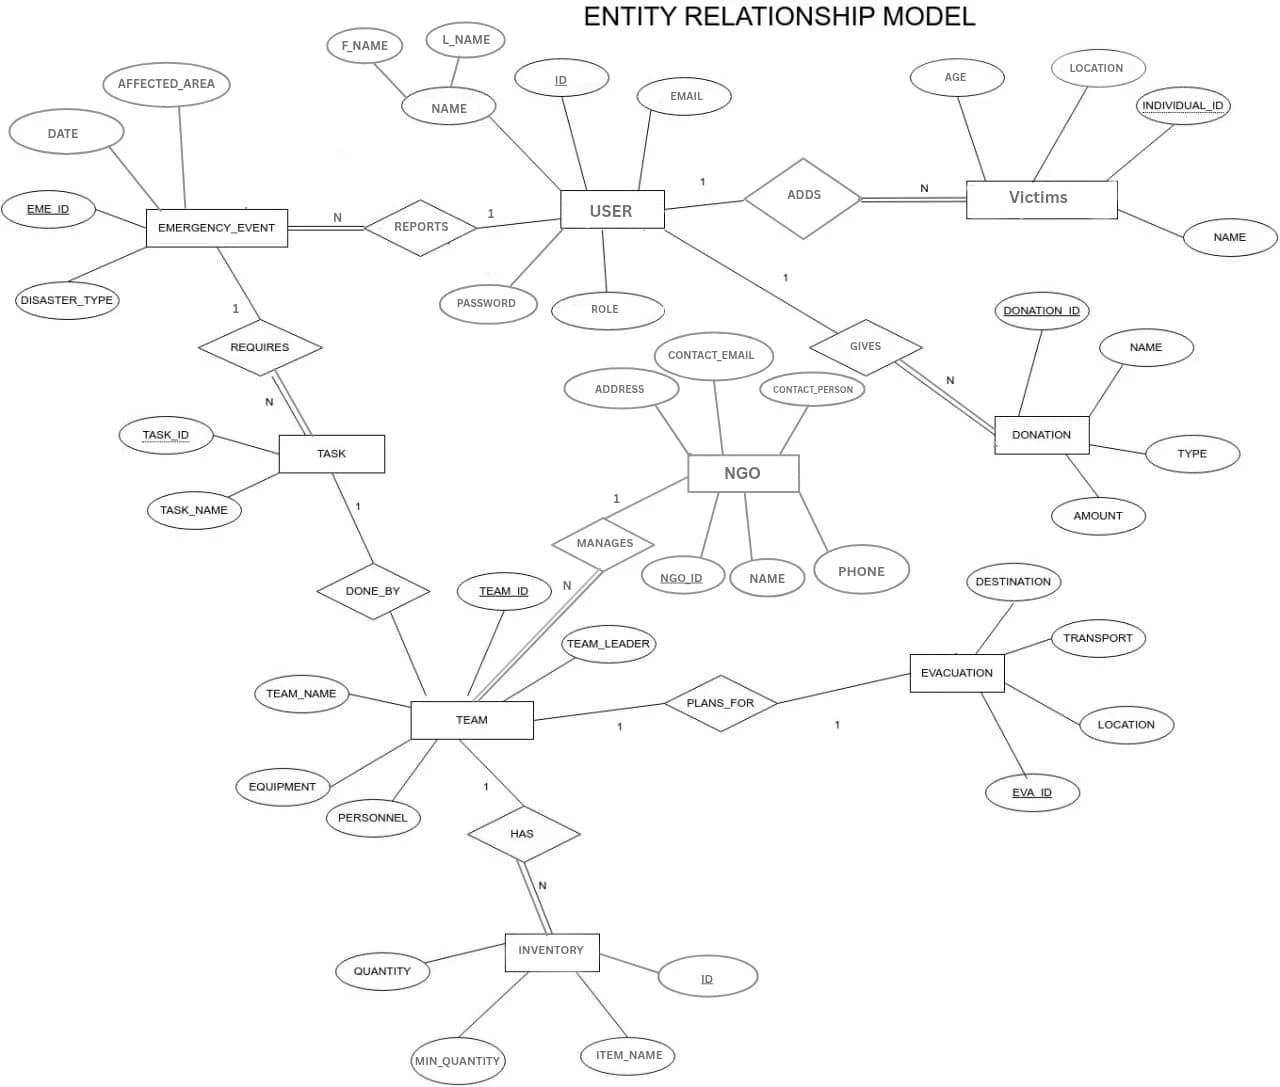 ENTITY RELATIONSHIP MODEL
F_NAME
L_NAME
AFFECTED_AREA
ID
AGE
LOCATION
DATE
NAME
EMAIL
INDIVIDUAL_ID
EME_ID
EMERGENCY_EVENT
N
REPORTS
1
USER
1
ADDS
N
Victims
NAME
DISASTER_TYPE
PASSWORD
ROLE
1
DONATION_ID
1
REQUIRES
CONTACT_EMAIL
GIVES
NAME
N
ADDRESS
CONTACT_PERSON
N
TASK_ID
TASK
DONATION
TYPE
TASK_NAME
1
NGO
1
AMOUNT
MANAGES
DONE_BY
TEAM_ID
N
NGO_ID
NAME
PHONE
DESTINATION
TEAM_LEADER
TRANSPORT
TEAM_NAME
TEAM
1
PLANS_FOR
1
EVACUATION
LOCATION
EQUIPMENT
PERSONNEL
1
EVA_ID
HAS
N
INVENTORY
QUANTITY
ID
MIN_QUANTITY
ITEM_NAME